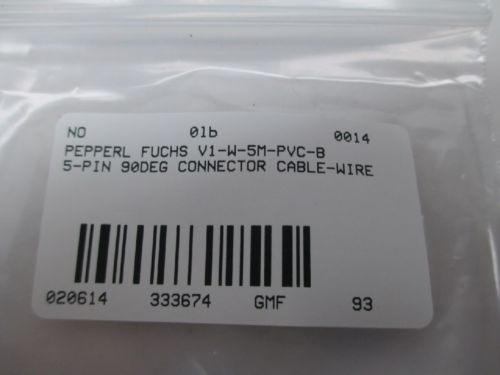 NO 01b 0014
PEPPERL FUCHS V1-W-5M-PVC-B
5-PIN 90DEG CONNECTOR CABLE-WIRE
020614 333674 GMF 93